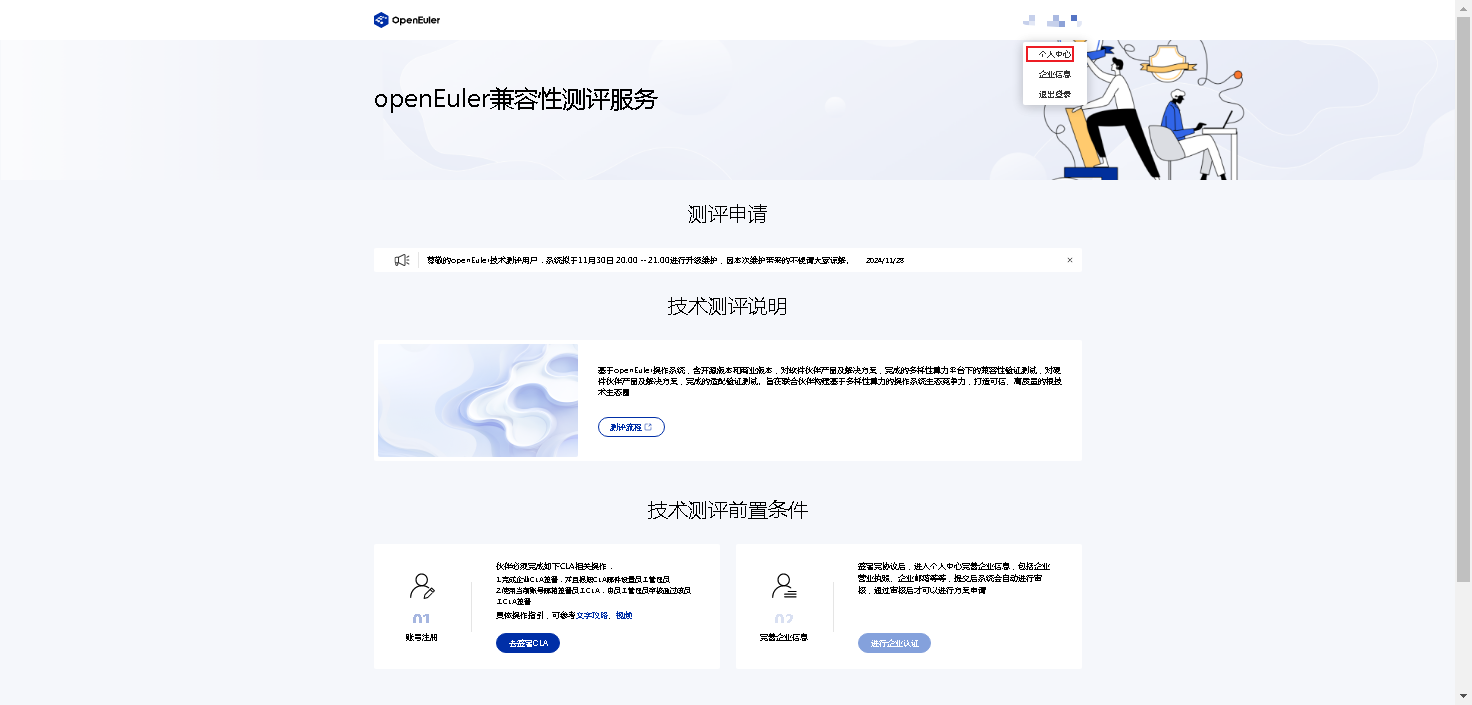 OpenEuler
个人中心
企业信息
退出登录
openEuler兼容性测评服务
测评申请
尊敬的openEuler技术测评用户：系统拟于11月30日 20:00 -- 21:00进行升级维护，因本次维护带来的不便请大家谅解。 2024/11/28
技术测评说明
基于openEuler操作系统，含开源版本和商业版本，对软件伙伴产品及解决方案，完成的多样性算力平台下的兼容性验证测试，对硬
件伙伴产品及解决方案，完成的适配验证测试。旨在联合伙伴构建基于多样性算力的操作系统生态竞争力，打造可信、高质量的根技
术生态圈
测评流程
技术测评前置条件
01
账号注册
伙伴必须完成如下CLA相关操作：
1.完成企业CLA签署，并且根据CLA邮件设置员工管理员
2.使用当前账号邮箱签署员工CLA，由员工管理员审核通过该员
工CLA签署
具体操作指引，可参考文字攻略、视频
去签署CLA
02
完善企业信息
签署完协议后，进入个人中心完善企业信息，包括企业
营业执照、企业邮箱等等，提交后系统会自动进行审
核，通过审核后才可以进行方案申请
进行企业认证